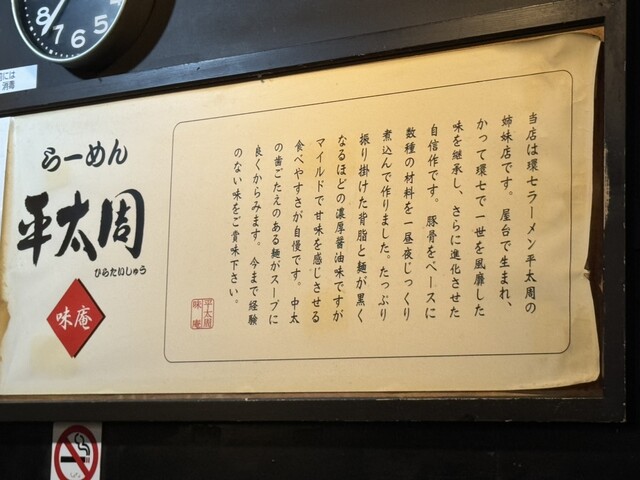 8
7
6
5
4
には
消毒
らーめん
平太周
ひらたいしゅう
味庵
当店は環七ラーメン平太周の
姉妹店です。屋台で生まれ、
かつて環七で一世を風靡した
味を継承し、さらに進化させた
自信作です。豚骨をベースに
数種の材料を一昼夜じっくり
煮込んで作りました。たっぷり
振り掛けた背脂と麺が黒く
なるほどの濃厚醤油味ですが
マイルドで甘味を感じさせる
食べやすさが自慢です。中太
の歯ごたえのある麺がスープに
良くからみます。今まで経験
のない味をご賞味下さい。
平太周
味庵